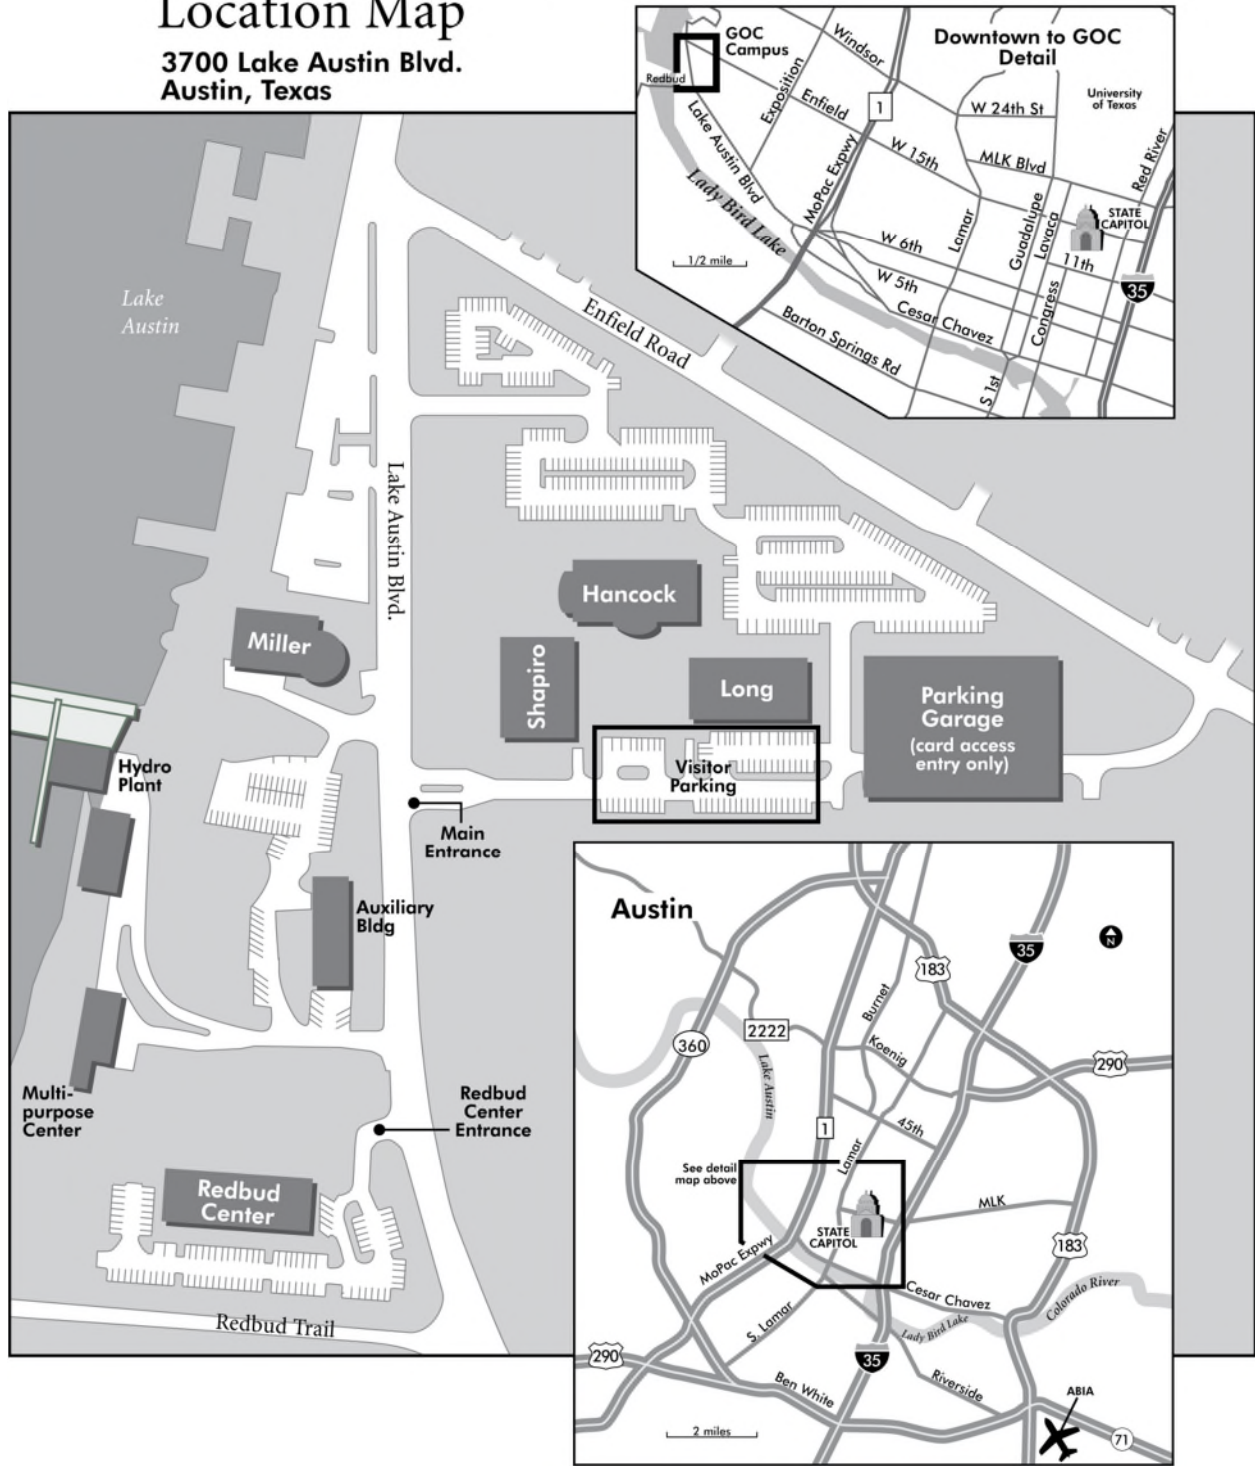 Location Map
3700 Lake Austin Blvd.
Austin, Texas
GOC
Campus
Redbud
Windsor
Downtown to GOC
Detail
University
of Texas
Exposition
Enfield
1
W 24th St
Lake Austin Blvd
MoPac Expwy
W 15th
MLK Blvd
Red River
Lady Bird Lake
Lamar
Guadalupe
Lavaca
STATE
CAPITOL
W 6th
11th
1/2 mile
W 5th
35
Cesar Chavez
Congress
Barton Springs Rd
S 1st
Lake
Austin
Enfield Road
Lake Austin Blvd.
Hancock
Miller
Shapiro
Long
Parking
Garage
(card access
entry only)
Visitor
Parking
Hydro
Plant
Main
Entrance
Auxiliary
Bldg
Multi-
purpose
Center
Redbud
Center
Entrance
Redbud
Center
Redbud Trail
Austin
35
N
183
Burnet
2222
360
Koenig
290
Lake Austin
1
45th
Lamar
See detail
map above
MLK
STATE
CAPITOL
183
MoPac Expwy
Cesar Chavez
Colorado River
S. Lamar
Lady Bird Lake
290
35
Ben White
Riverside
ABIA
2 miles
71